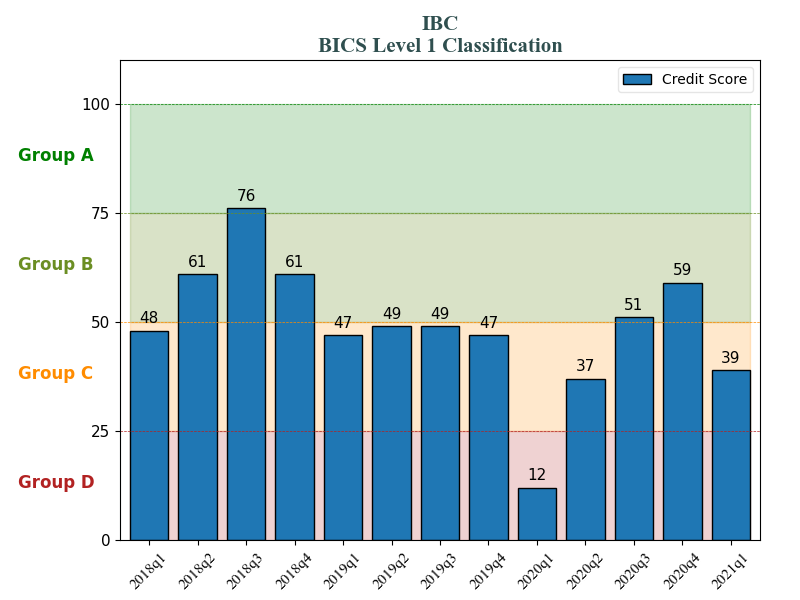 IBC
BICS Level 1 Classification
Credit Score
100
Group A
76
75
61
61
Group B
59
50
48
47
49
49
47
51
37
39
Group C
25
12
Group D
0
2018q1
2018q2
2018q3
2018q4
2019q1
2019q2
2019q3
2019q4
2020q1
2020q2
2020q3
2020q4
2021q1